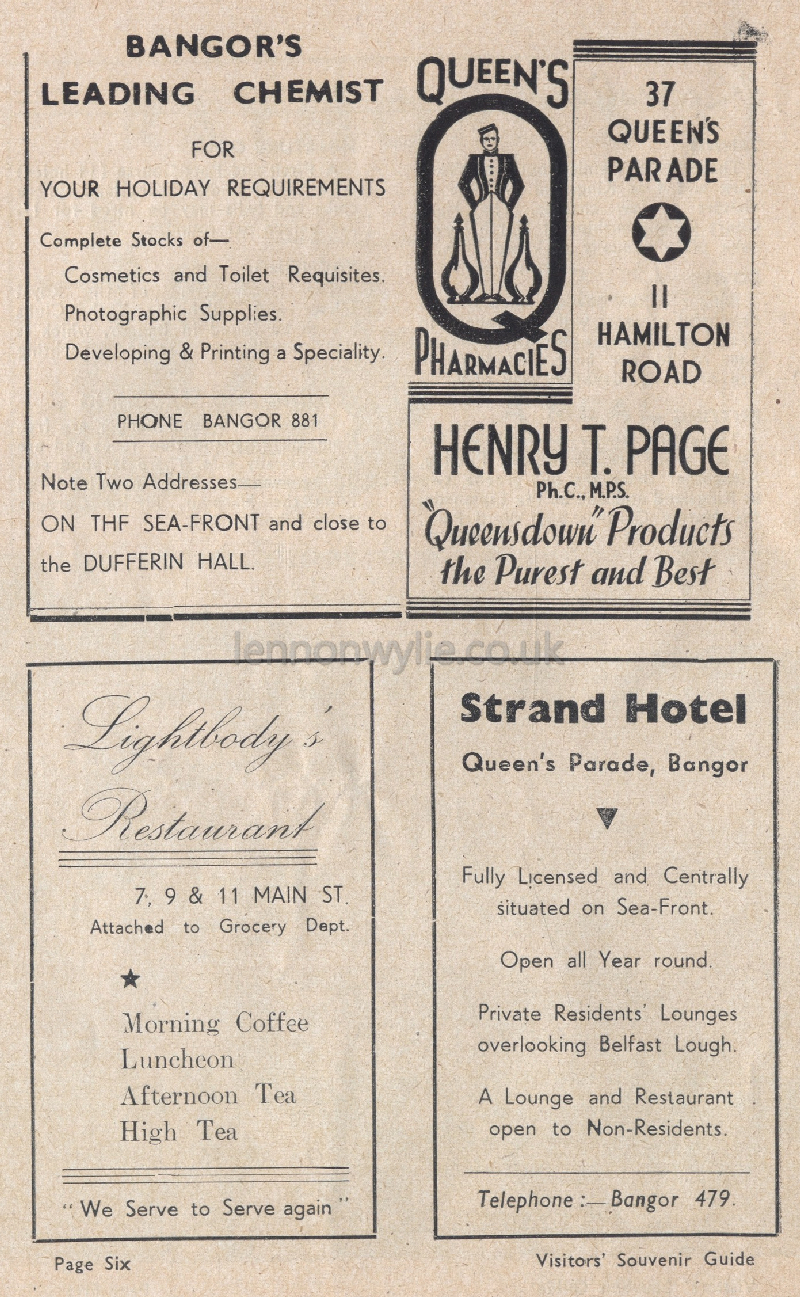 BANGOR'S
LEADING CHEMIST
FOR
YOUR HOLIDAY REQUIREMENTS
Complete Stocks of—
Cosmetics and Toilet Requisites.
Photographic Supplies.
Developing & Printing a Speciality.
PHONE BANGOR 881
Note Two Addresses—
ON THF SEA-FRONT and close to
the DUFFERIN HALL.
QUEEN'S
PHARMACIES
37
QUEEN'S
PARADE
11
HAMILTON
ROAD
HENRY T. PAGE
Ph.C., M.P.S.
"Queensdown" Products
the Purest and Best
lennonwylie.co.uk
Lightbody's
Restaurant
7, 9 & 11 MAIN ST.
Attached to Grocery Dept.
Morning Coffee
Luncheon
Afternoon Tea
High Tea
"We Serve to Serve again"
Strand Hotel
Queen's Parade, Bangor
Fully Licensed and Centrally
situated on Sea-Front.
Open all Year round.
Private Residents' Lounges
overlooking Belfast Lough.
A Lounge and Restaurant
open to Non-Residents.
Telephone :— Bangor 479.
Page Six
Visitors' Souvenir Guide